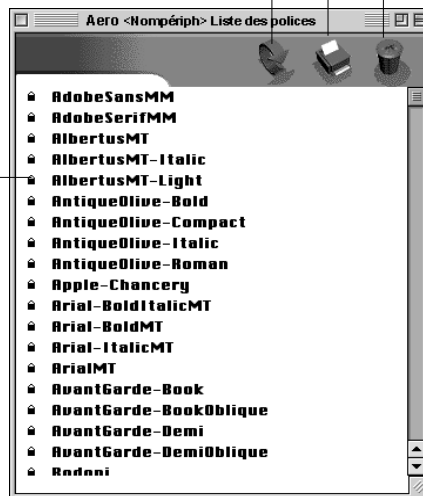 Aero <Nompériph> Liste des polices
AdobeSansMM
AdobeSerifMM
AlbertusMT
AlbertusMT-Italic
AlbertusMT-Light
AntiqueOlive-Bold
AntiqueOlive-Compact
AntiqueOlive-Italic
AntiqueOlive-Roman
Apple-Chancery
Arial-BoldItalicMT
Arial-BoldMT
Arial-ItalicMT
ArialMT
AvantGarde-Book
AvantGarde-BookOblique
AvantGarde-Demi
AvantGarde-DemiOblique
Bodoni